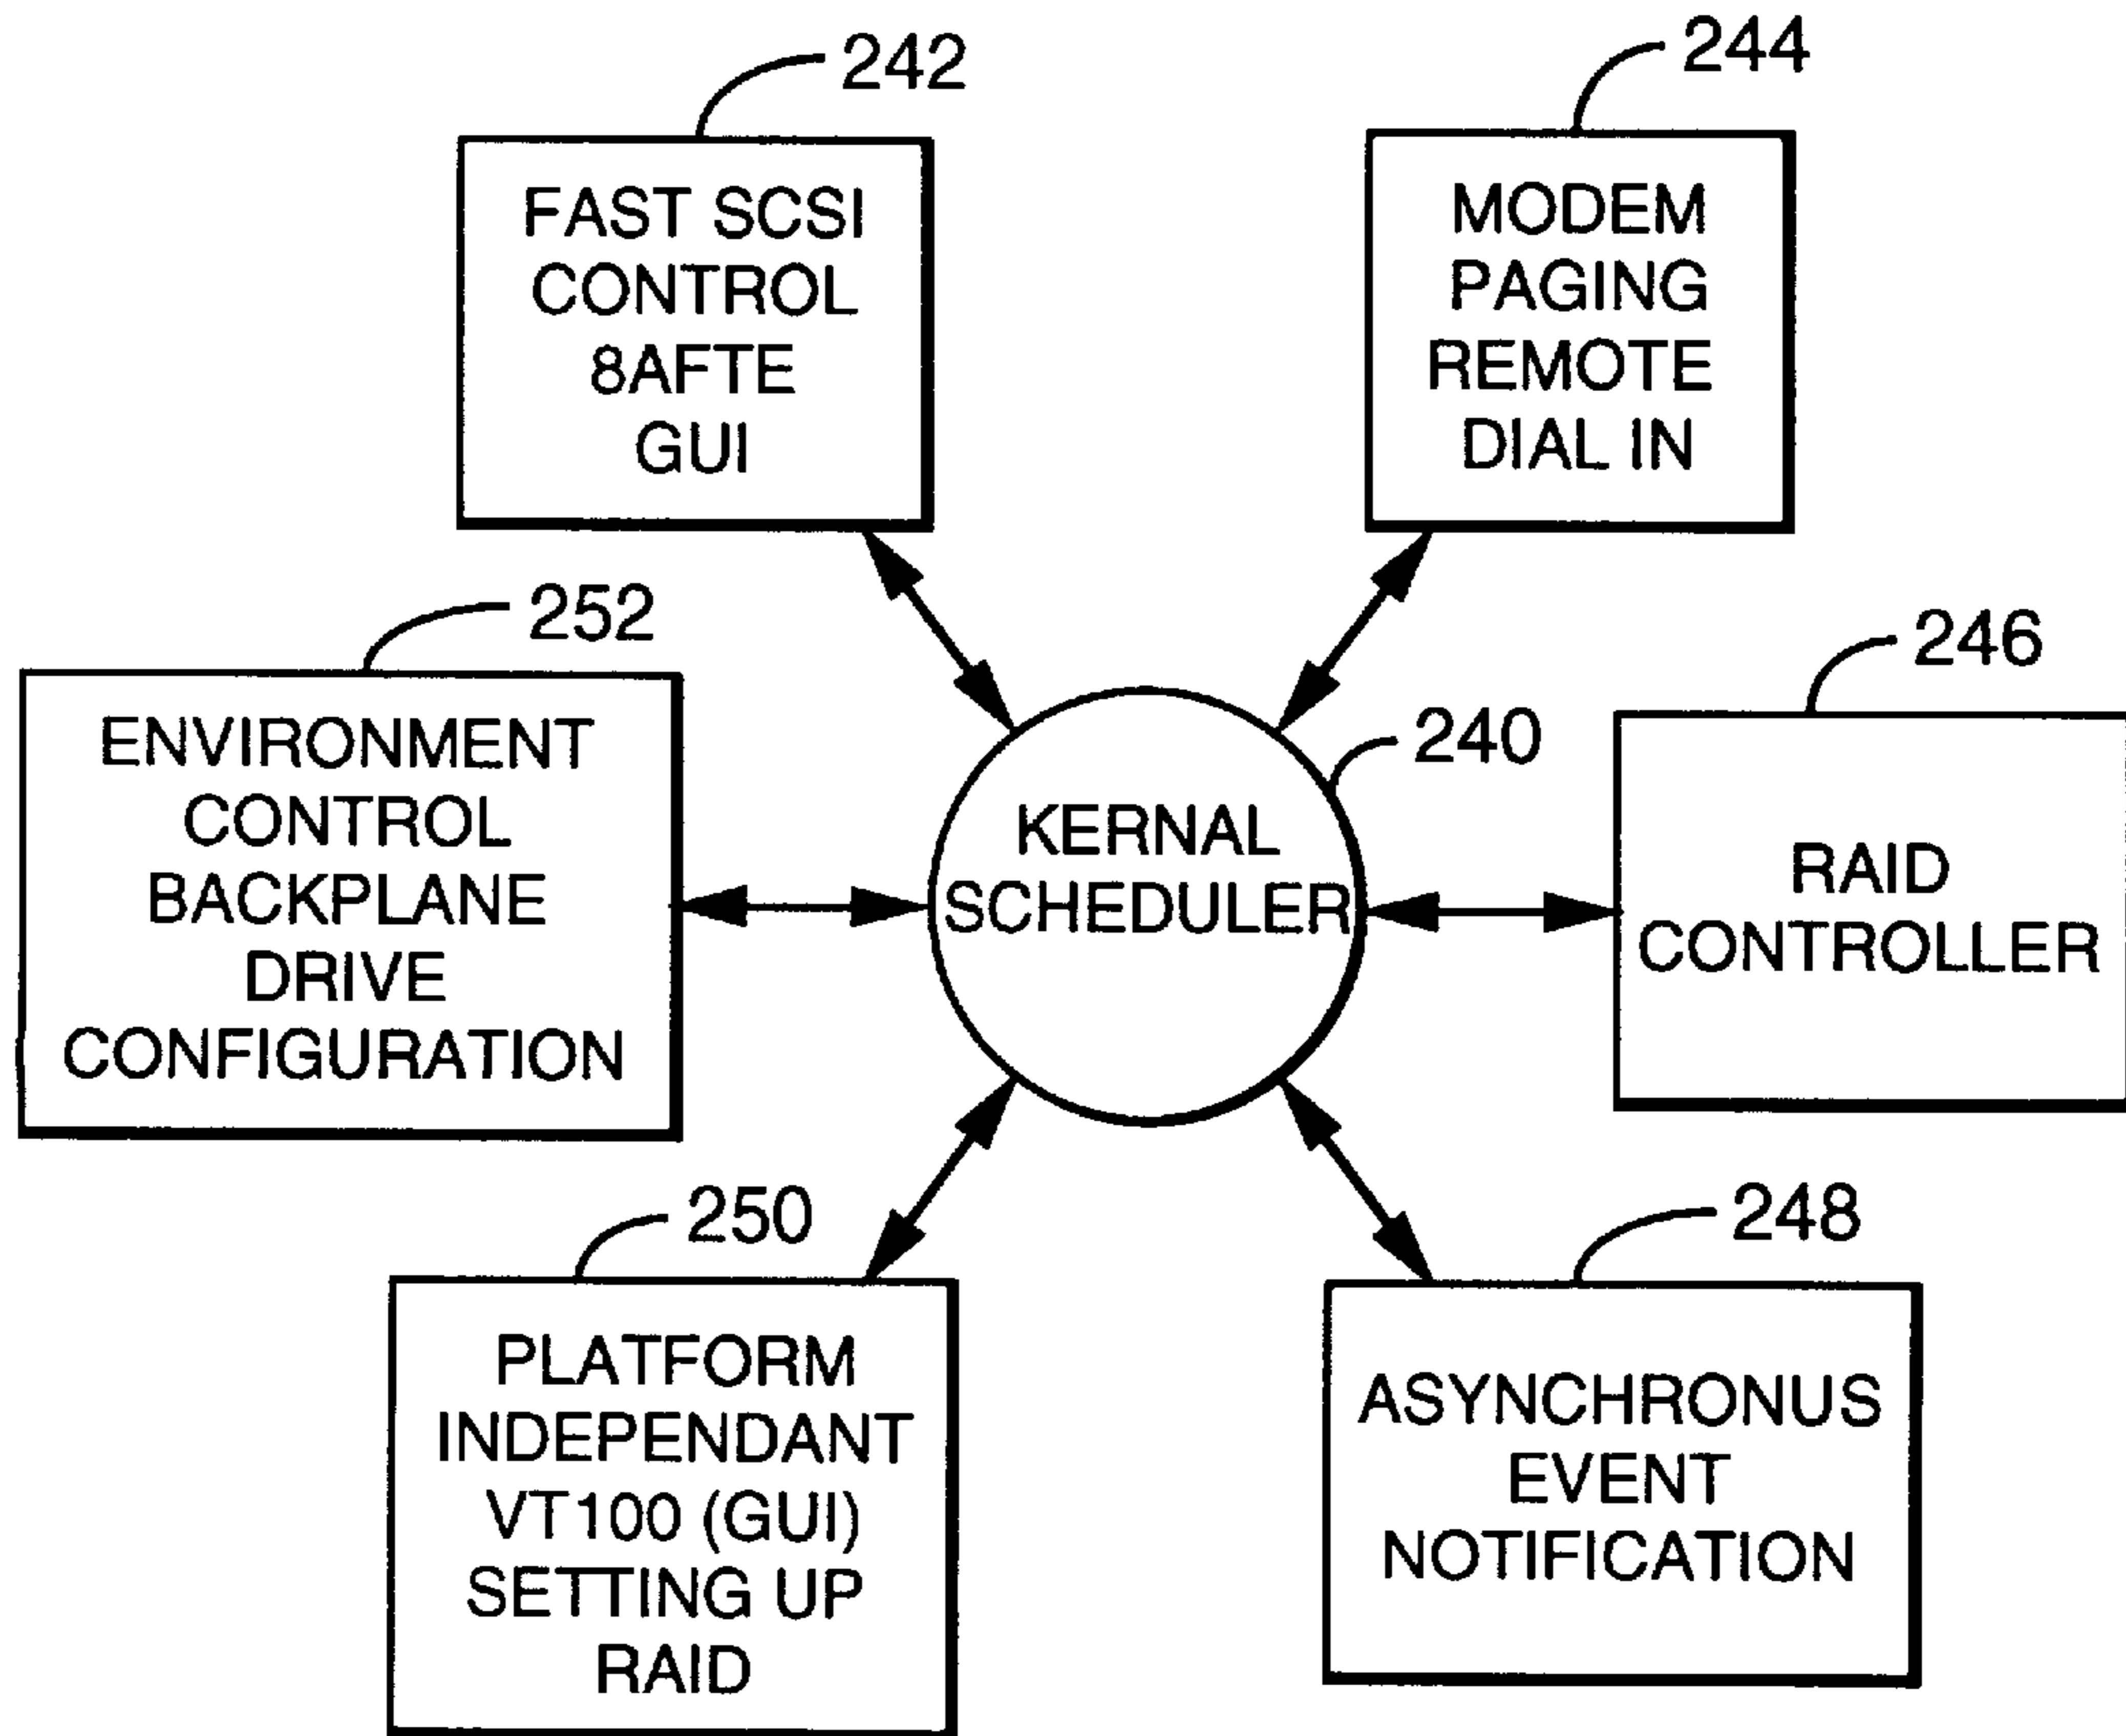 242
FAST SCSI
CONTROL
8AFTE
GUI
244
MODEM
PAGING
REMOTE
DIAL IN
252
ENVIRONMENT
CONTROL
BACKPLANE
DRIVE
CONFIGURATION
240
KERNAL
SCHEDULER
246
RAID
CONTROLLER
250
PLATFORM
INDEPENDANT
VT100 (GUI)
SETTING UP
RAID
248
ASYNCHRONUS
EVENT
NOTIFICATION